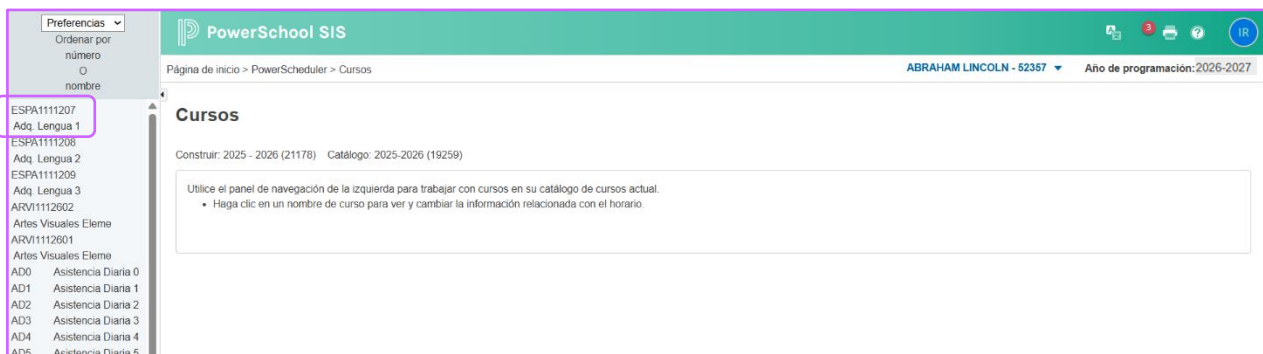 Preferencias
Ordenar por
número
O
nombre
ESPA1111207
Adq. Lengua 1
ESPA1111208
Adq. Lengua 2
ESPA1111209
Adq. Lengua 3
ARVI1112602
Artes Visuales Eleme
ARVI1112601
Artes Visuales Eleme
AD0 Asistencia Diaria 0
AD1 Asistencia Diaria 1
AD2 Asistencia Diaria 2
AD3 Asistencia Diaria 3
AD4 Asistencia Diaria 4
AD5 Asistencia Diaria 5
PowerSchool SIS
3
IR
Página de inicio > PowerScheduler > Cursos
ABRAHAM LINCOLN - 52357
Año de programación: 2026-2027
Cursos
Construir: 2025 - 2026 (21178) Catálogo: 2025-2026 (19259)
Utilice el panel de navegación de la izquierda para trabajar con cursos en su catálogo de cursos actual.
• Haga clic en un nombre de curso para ver y cambiar la información relacionada con el horario.